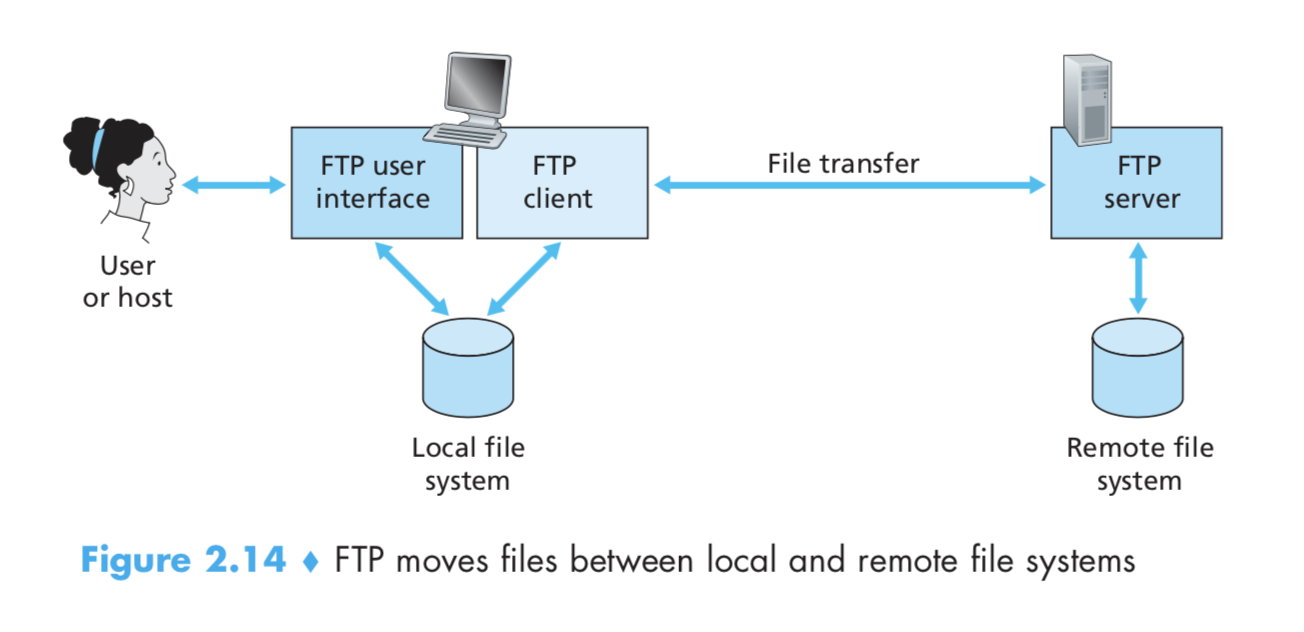 FTP user
interface
FTP
client
File transfer
FTP
server
User
or host
Local file
system
Remote file
system
Figure 2.14 ♦ FTP moves files between local and remote file systems